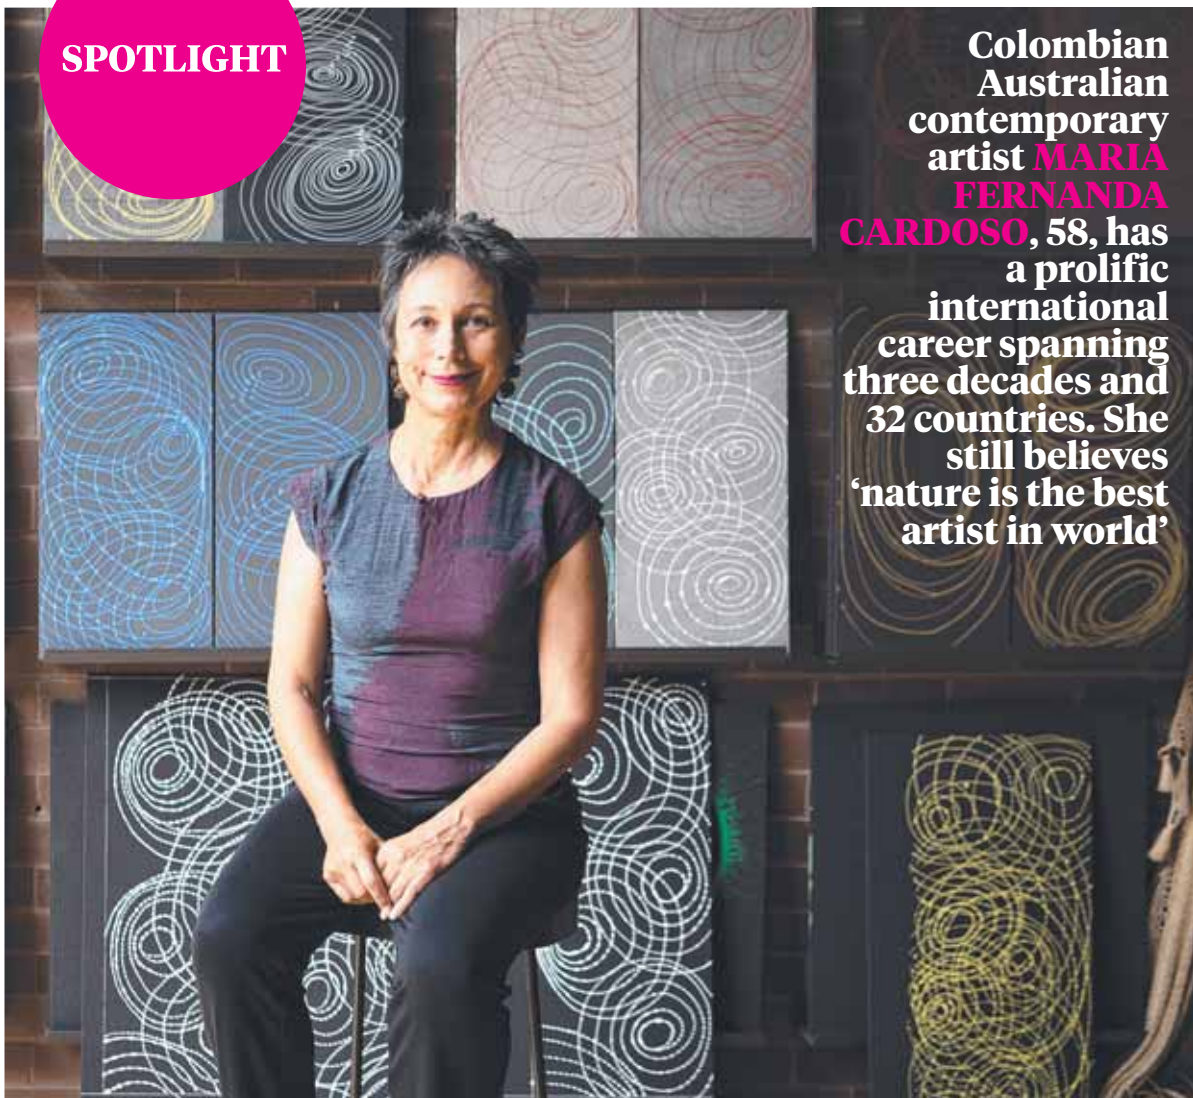 SPOTLIGHT
Colombian
Australian
contemporary
artist MARIA
FERNANDA
CARDOSO, 58, has
a prolific
international
career spanning
three decades and
32 countries. She
still believes
‘nature is the best
artist in world’